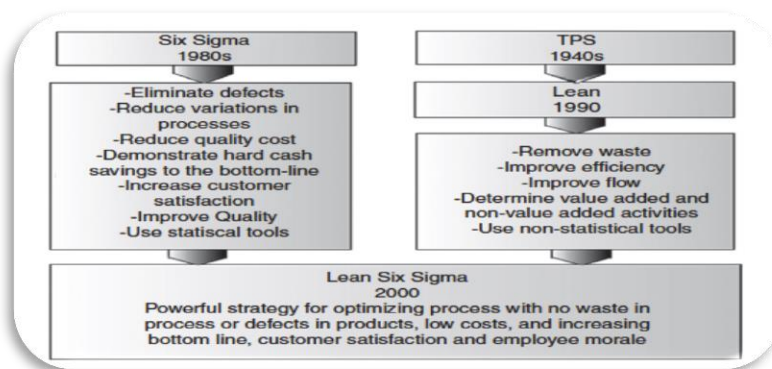 Six Sigma
1980s
-Eliminate defects
-Reduce variations in
processes
-Reduce quality cost
-Demonstrate hard cash
savings to the bottom-line
-Increase customer
satisfaction
-Improve Quality
-Use statiscal tools
TPS
1940s
Lean
1990
-Remove waste
-Improve efficiency
-Improve flow
-Determine value added and
non-value added activities
-Use non-statistical tools
Lean Six Sigma
2000
Powerful strategy for optimizing process with no waste in
process or defects in products, low costs, and increasing
bottom line, customer satisfaction and employee morale